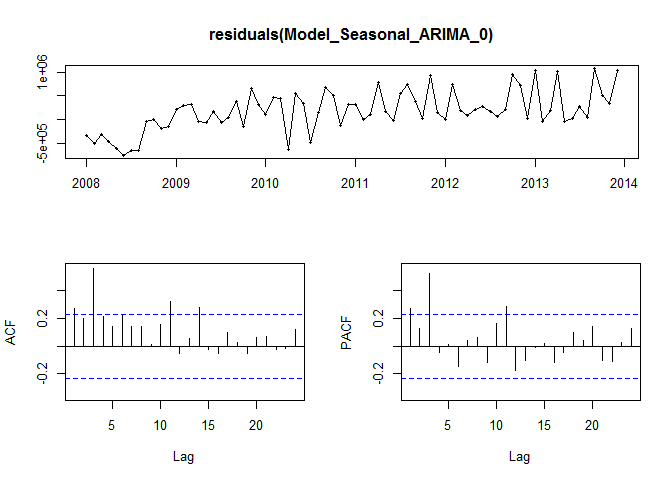 residuals(Model_Seasonal_ARIMA_0)
1e+06
-5e+05
2008 2009 2010 2011 2012 2013 2014
ACF
0.2
-0.2
5 10 15 20
Lag
PACF
0.2
-0.2
5 10 15 20
Lag